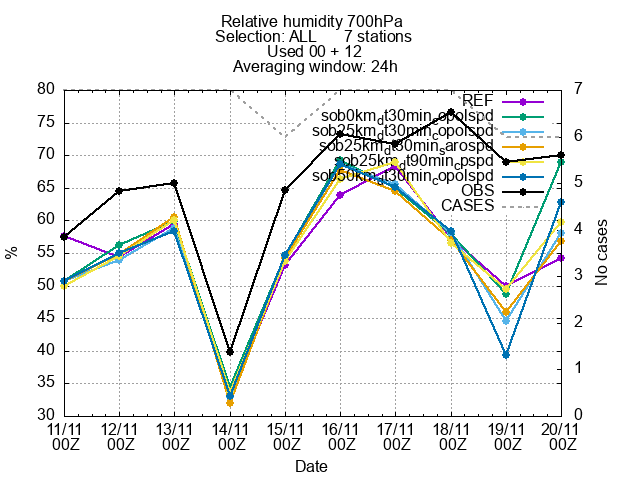 Relative humidity 700hPa
Selection: ALL 7 stations
Used 00 + 12
Averaging window: 24h
REF
sob0km_dt30min_copolspd
sob25km_dt30min_copolspd
sob25km_dt30min_sarospd
sob25km_dt90min_cpspd
sob50km_dt30min_copolspd
OBS
CASES
%
80
75
70
65
60
55
50
45
40
35
30
No cases
7
6
5
4
3
2
1
0
11/11 12/11 13/11 14/11 15/11 16/11 17/11 18/11 19/11 20/11
00Z 00Z 00Z 00Z 00Z 00Z 00Z 00Z 00Z 00Z
Date